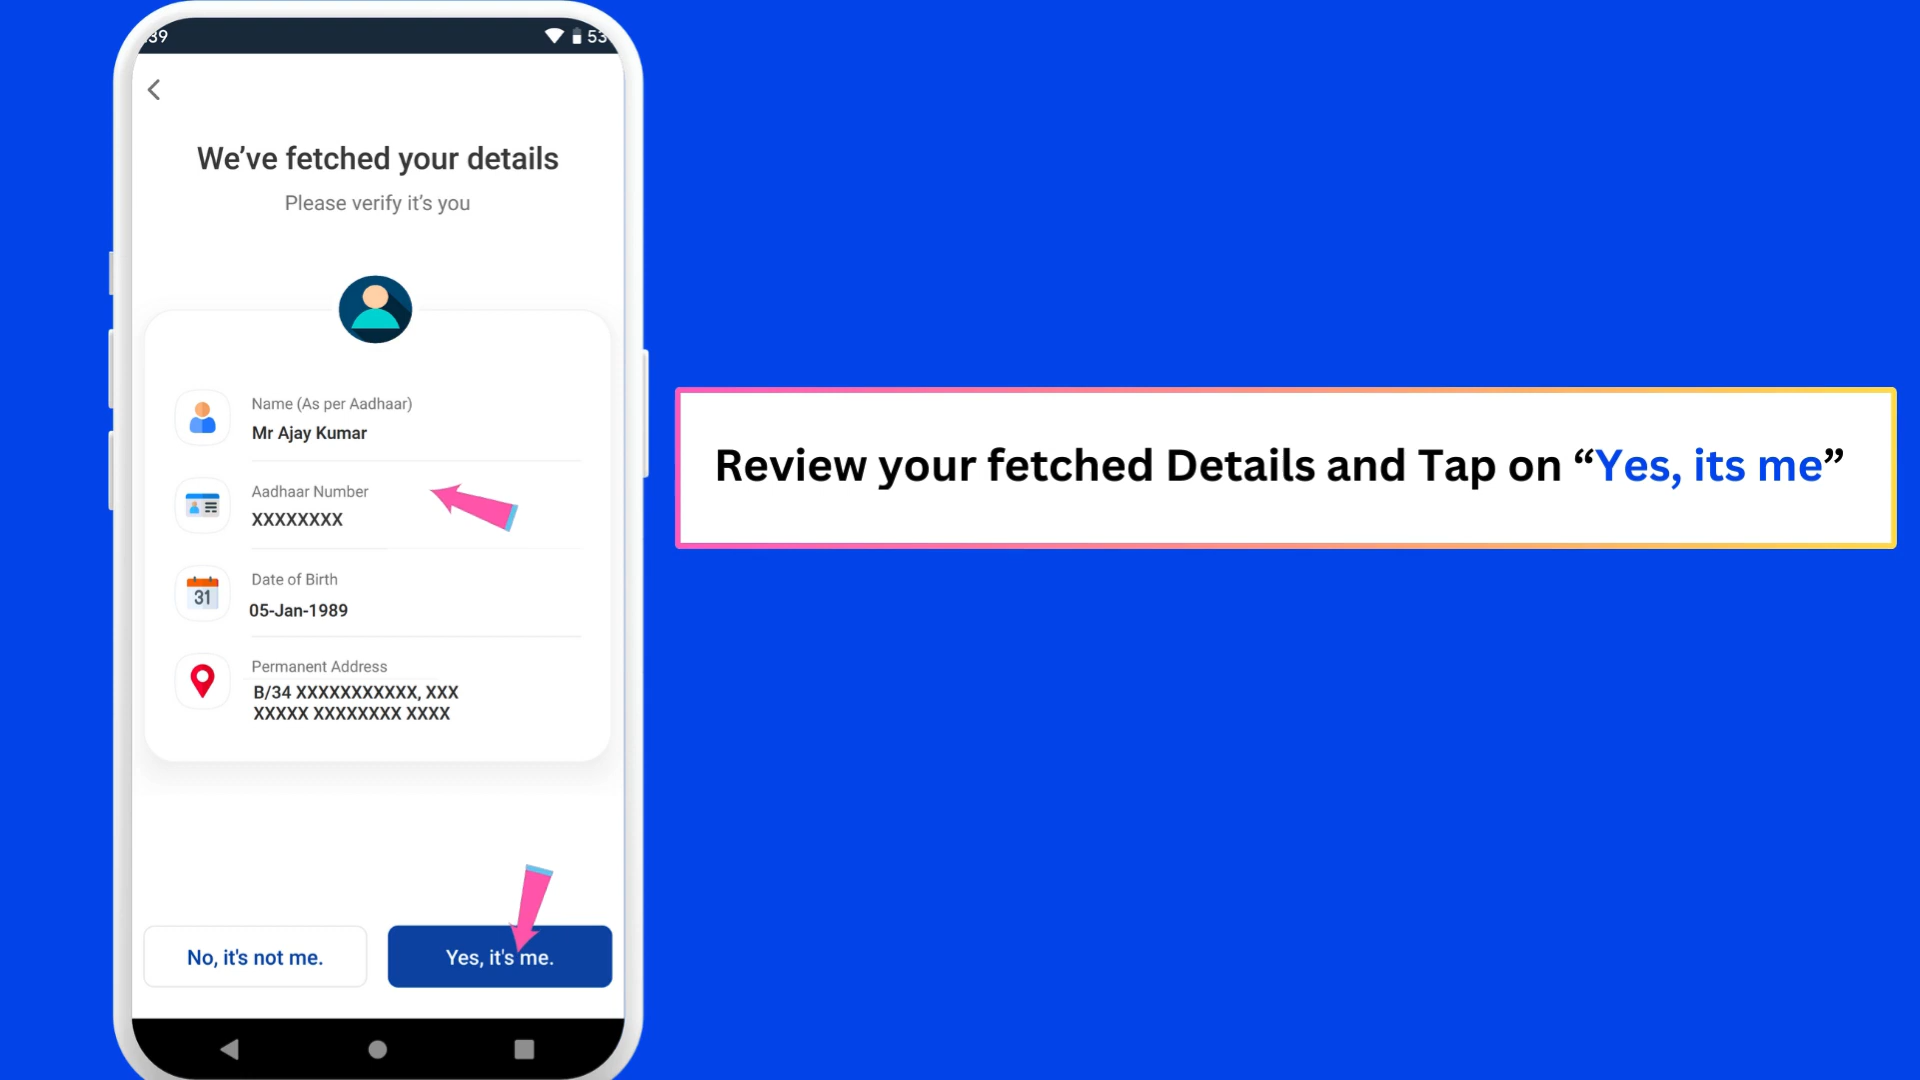 39
53
We’ve fetched your details
Please verify it’s you
Name (As per Aadhaar)
Mr Ajay Kumar
Aadhaar Number
XXXXXXXX
31
Date of Birth
05-Jan-1989
Permanent Address
B/34 XXXXXXXXXXX, XXX
XXXXX XXXXXXXX XXXX
No, it's not me.
Yes, it's me.
Review your fetched Details and Tap on “Yes, its me”